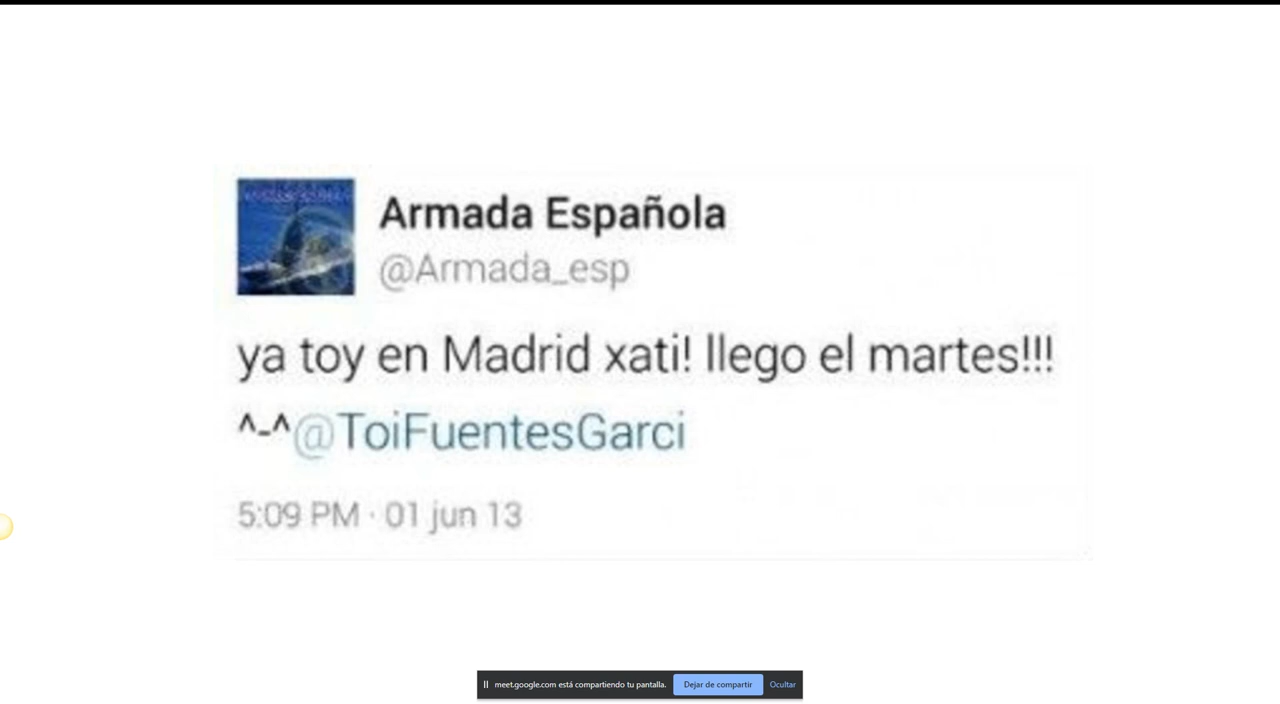 Armada Española
@Armada_esp
ya toy en Madrid xati! llego el martes!!!
^-^@ToiFuentesGarci
5:09 PM · 01 jun 13
meet.google.com está compartiendo tu pantalla. Dejar de compartir Ocultar